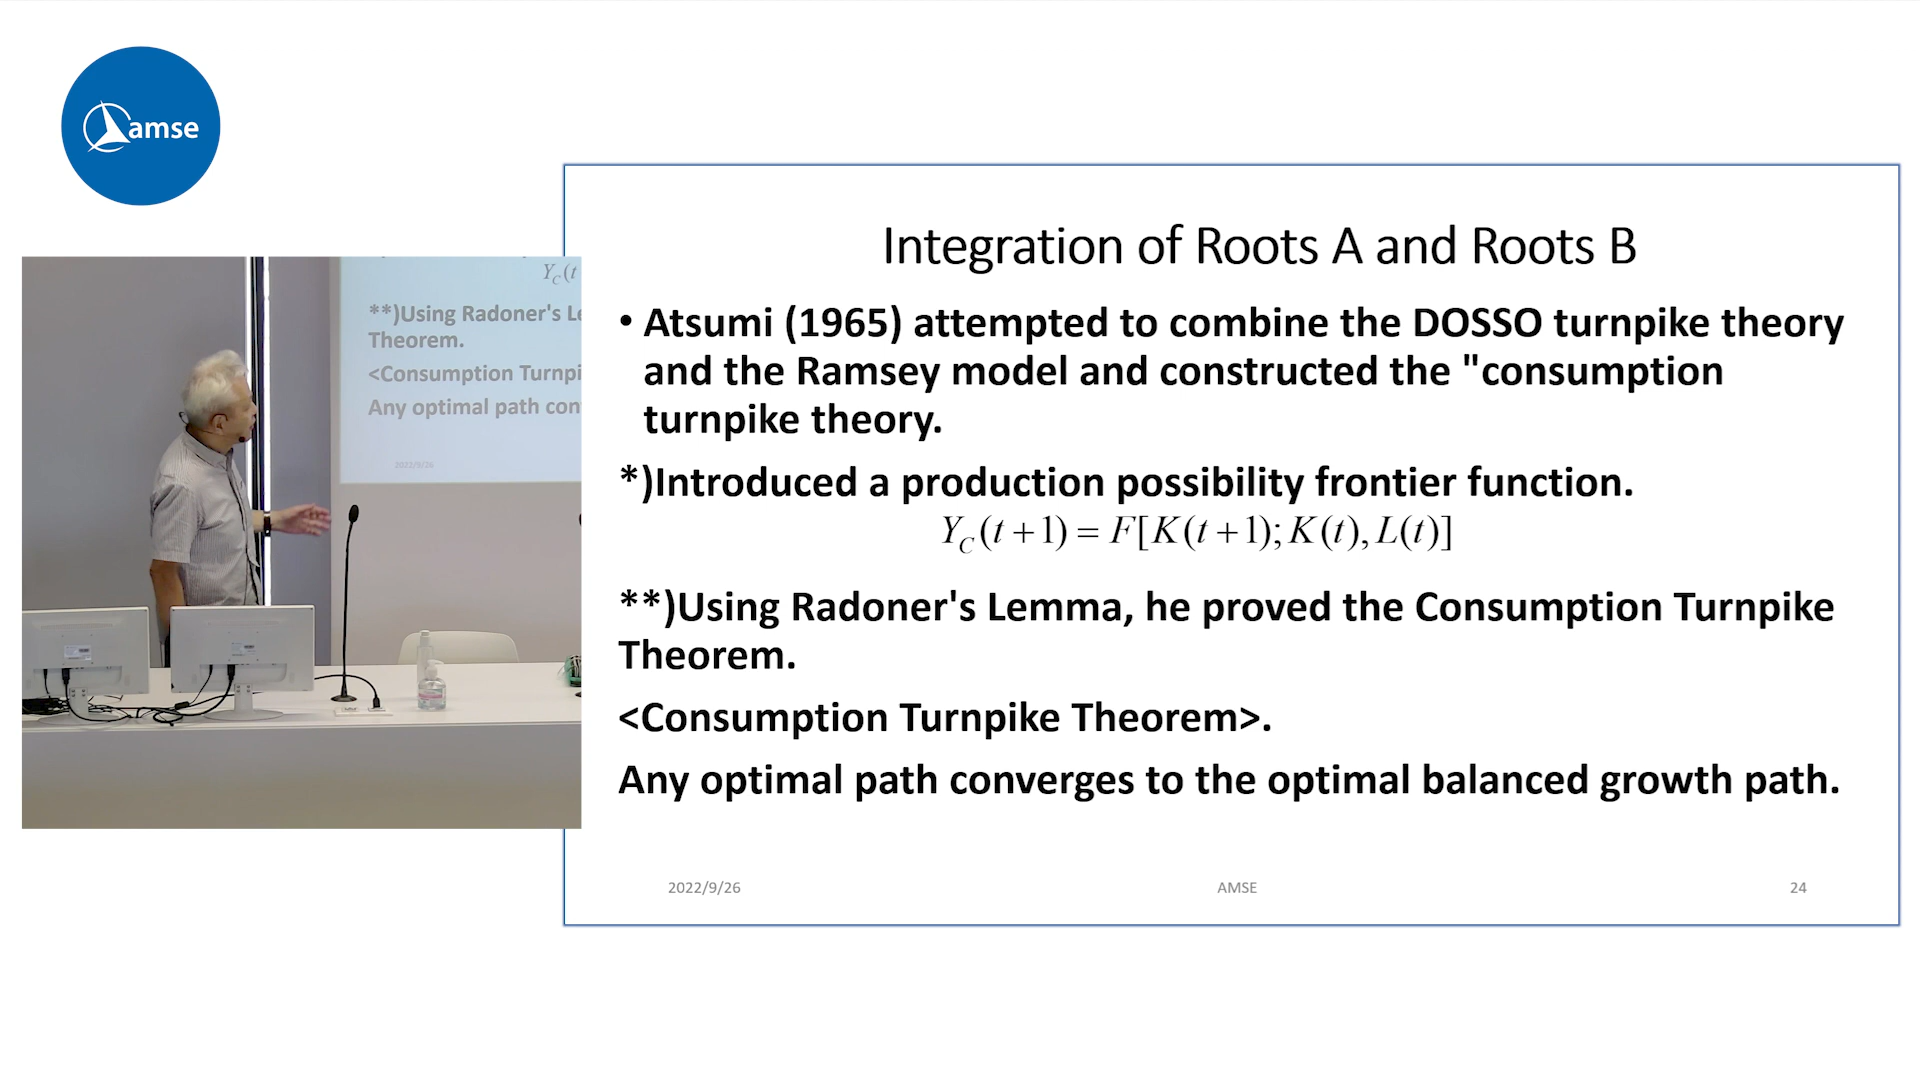 amse
Integration of Roots A and Roots B
• Atsumi (1965) attempted to combine the DOSSO turnpike theory
and the Ramsey model and constructed the "consumption
turnpike theory.
*)Introduced a production possibility frontier function.
Y_C(t+1) = F[K(t+1);K(t),L(t)]
**)Using Radoner's Lemma, he proved the Consumption Turnpike
Theorem.
<Consumption Turnpike Theorem>.
Any optimal path converges to the optimal balanced growth path.
2022/9/26 AMSE 24
Y_C(t
**)Using Radoner's Le
Theorem.
<Consumption Turnpi
Any optimal path con
2022/9/26